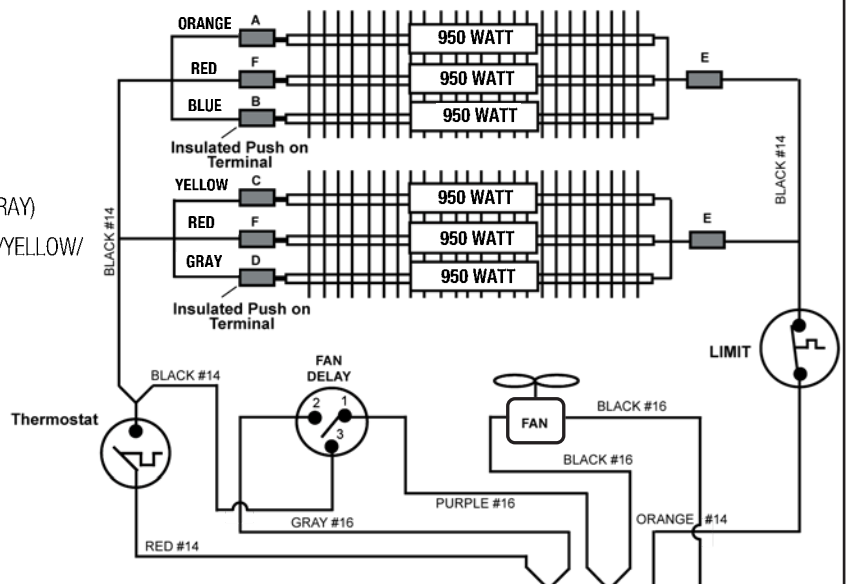 ORANGE A
950 WATT
RED F
950 WATT
E
BLUE B
950 WATT
Insulated Push on
Terminal
BLACK #14
YELLOW C
950 WATT
RAY)
BLACK #14
RED F
950 WATT
E
/YELLOW/
GRAY D
950 WATT
Insulated Push on
Terminal
LIMIT
FAN
DELAY
BLACK #14
2 1
3
Thermostat
FAN
BLACK #16
BLACK #16
PURPLE #16
GRAY #16
ORANGE #14
RED #14